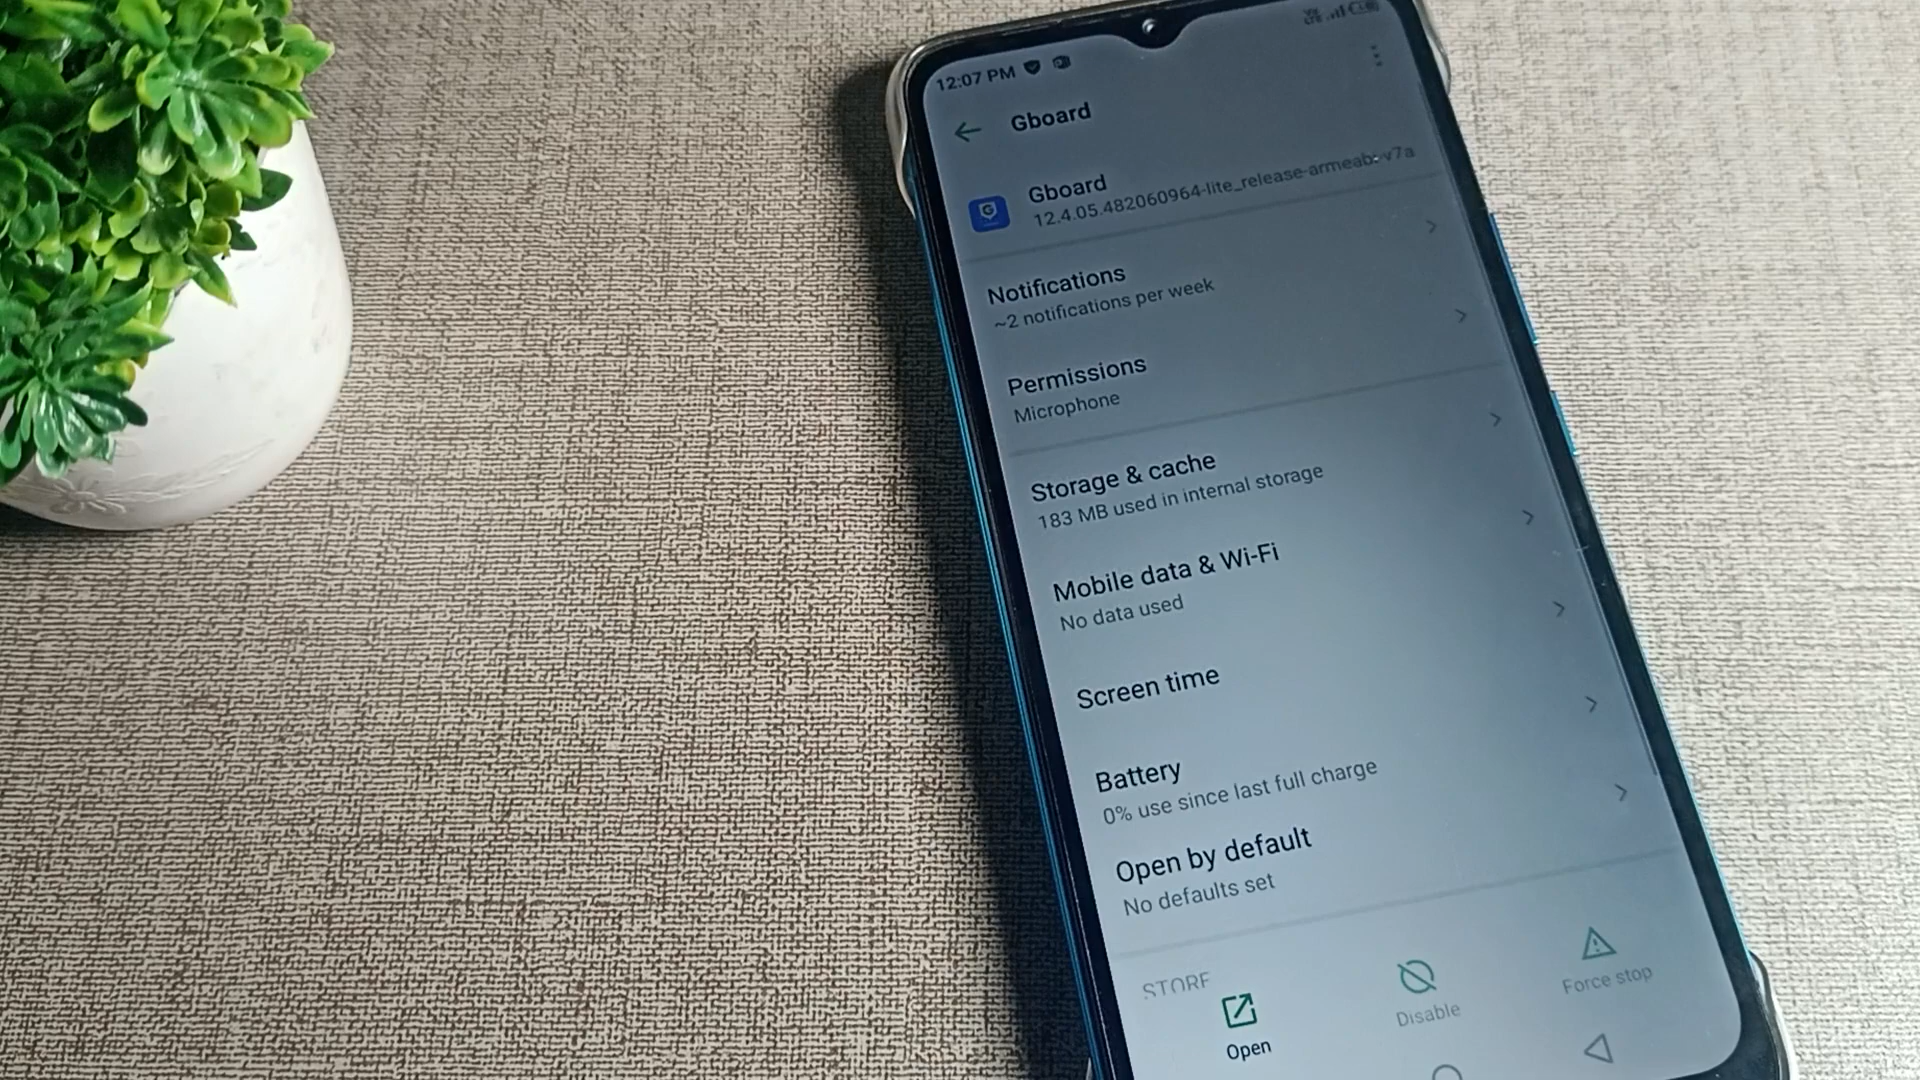 12:07 PM
Gboard
Gboard
12.4.05.482060964-lite_release-armeabi-v7a
Notifications
~2 notifications per week
Permissions
Microphone
Storage & cache
183 MB used in internal storage
Mobile data & Wi-Fi
No data used
Screen time
Battery
0% use since last full charge
Open by default
No defaults set
STORE
Open
Disable
Force stop